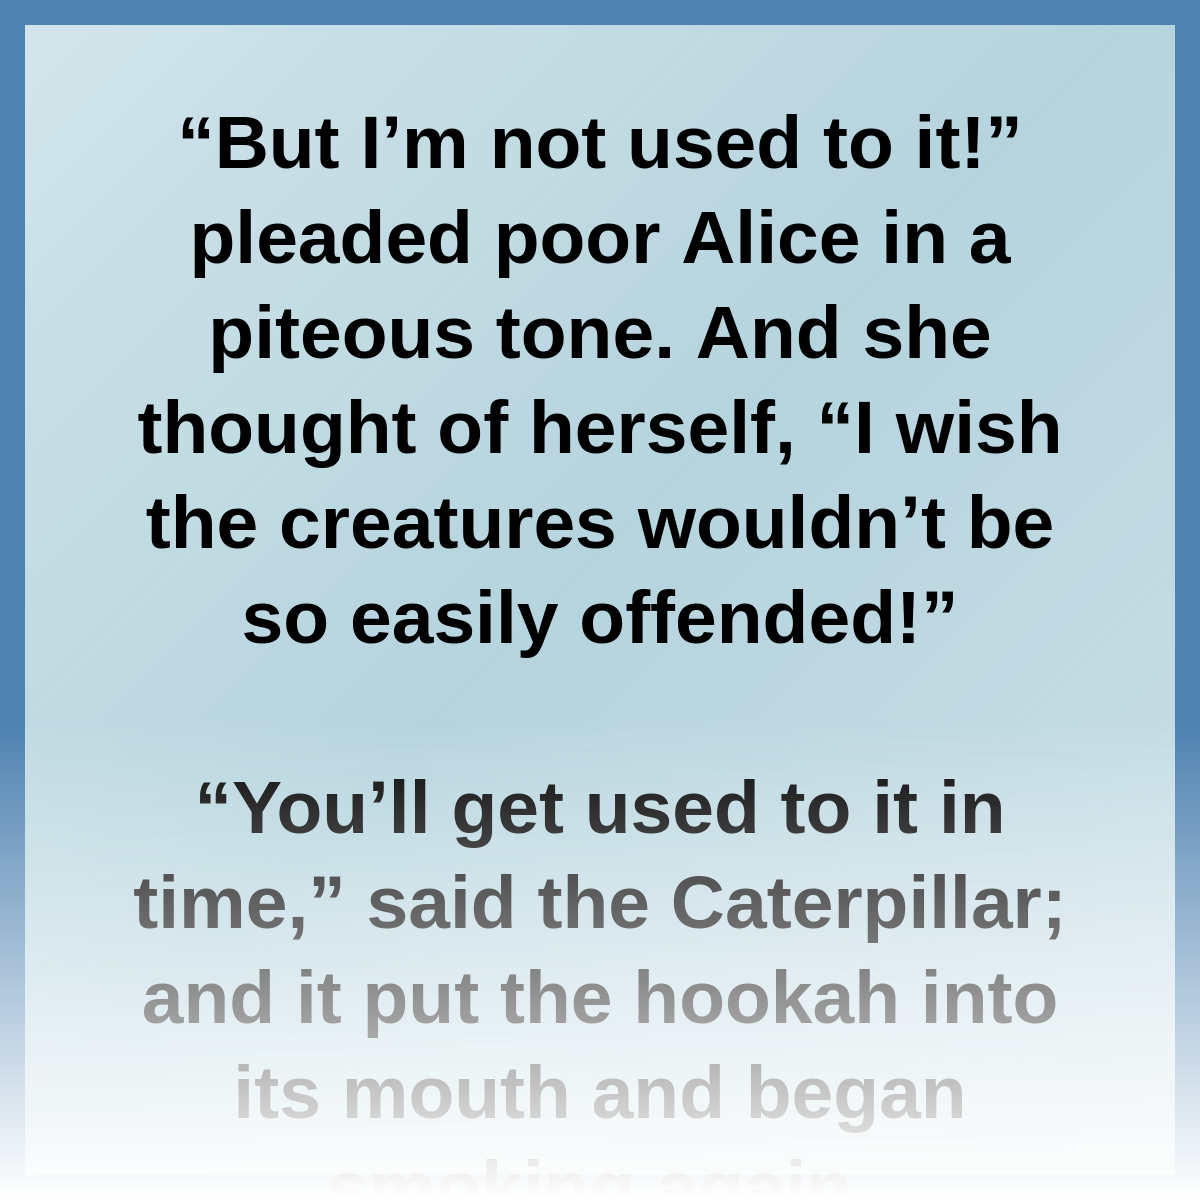 “But I’m not used to it!”
pleaded poor Alice in a
piteous tone. And she
thought of herself, “I wish
the creatures wouldn’t be
so easily offended!”
“You’ll get used to it in
time,” said the Caterpillar;
and it put the hookah into
its mouth and began
smoking again